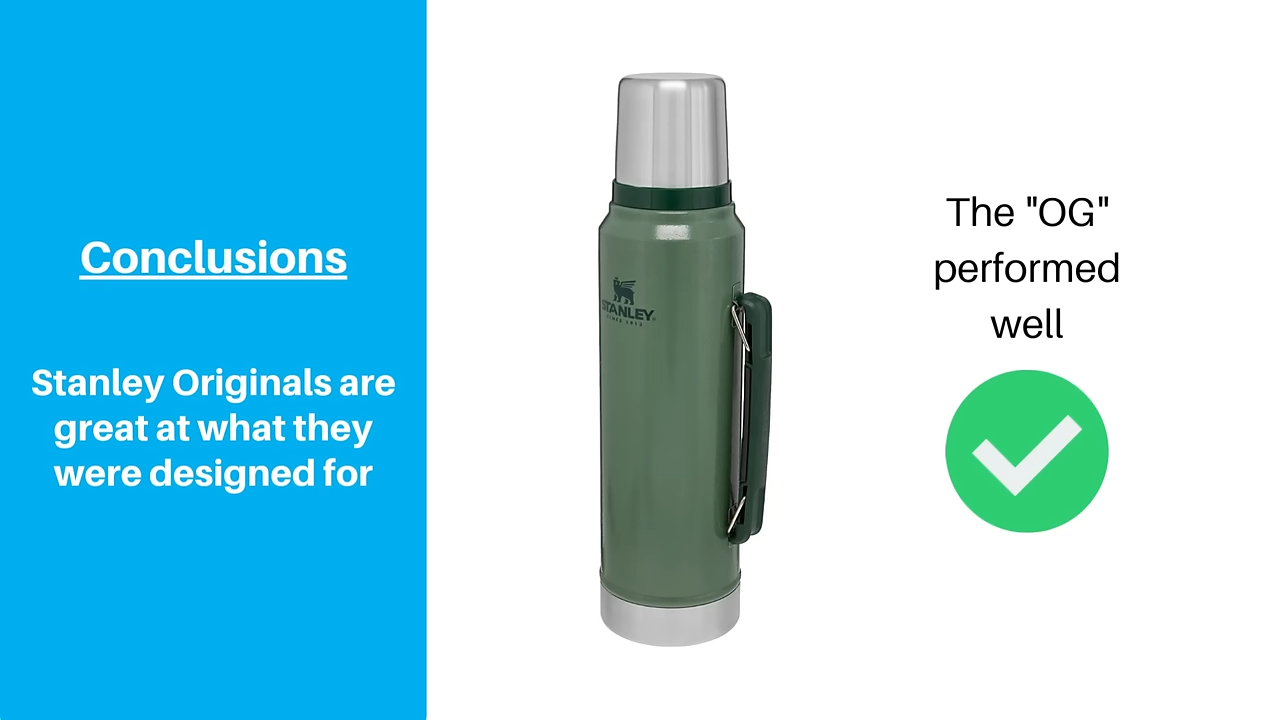 Conclusions
Stanley Originals are
great at what they
were designed for
STANLEY
The "OG"
performed
well